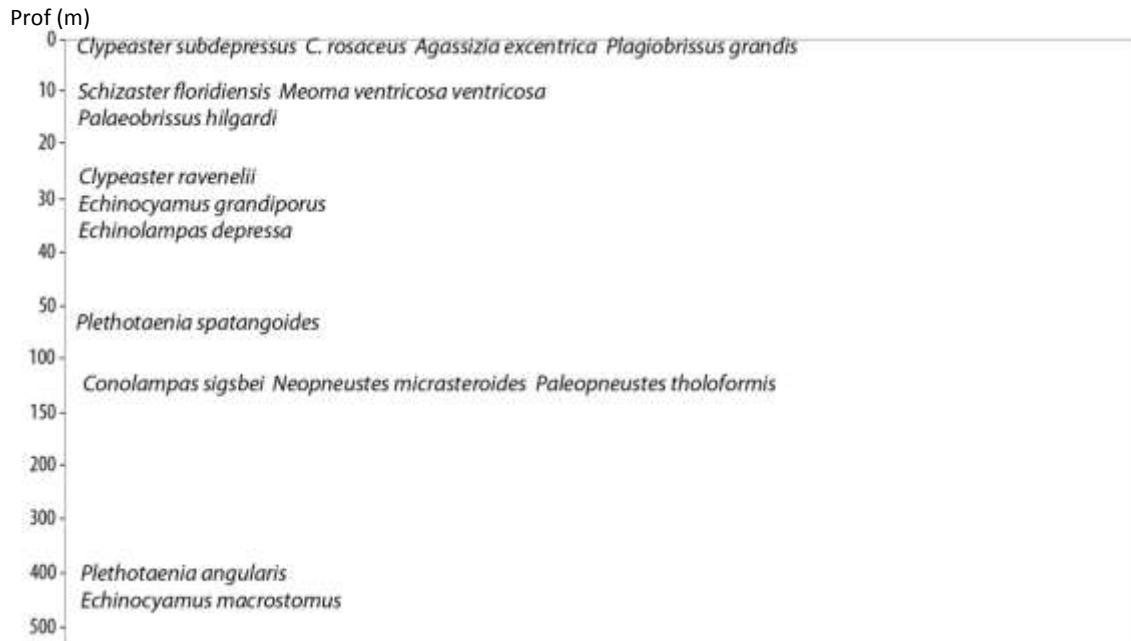 Prof (m)
0 Clypeaster subdepressus C. rosaceus Agassizia excentrica Plagiobrissus grandis
10 Schizaster floridiensis Meoma ventricosa ventricosa
Palaeobrissus hilgardi
20
Clypeaster ravenelii
30 Echinocyamus grandiporus
Echinolampas depressa
40
50
Plethotaenia spatangoides
100
Conolampas sigsbei Neopneustes micrasteroides Paleopneustes tholoformis
150
200
300
400 Plethotaenia angularis
Echinocyamus macrostomus
500